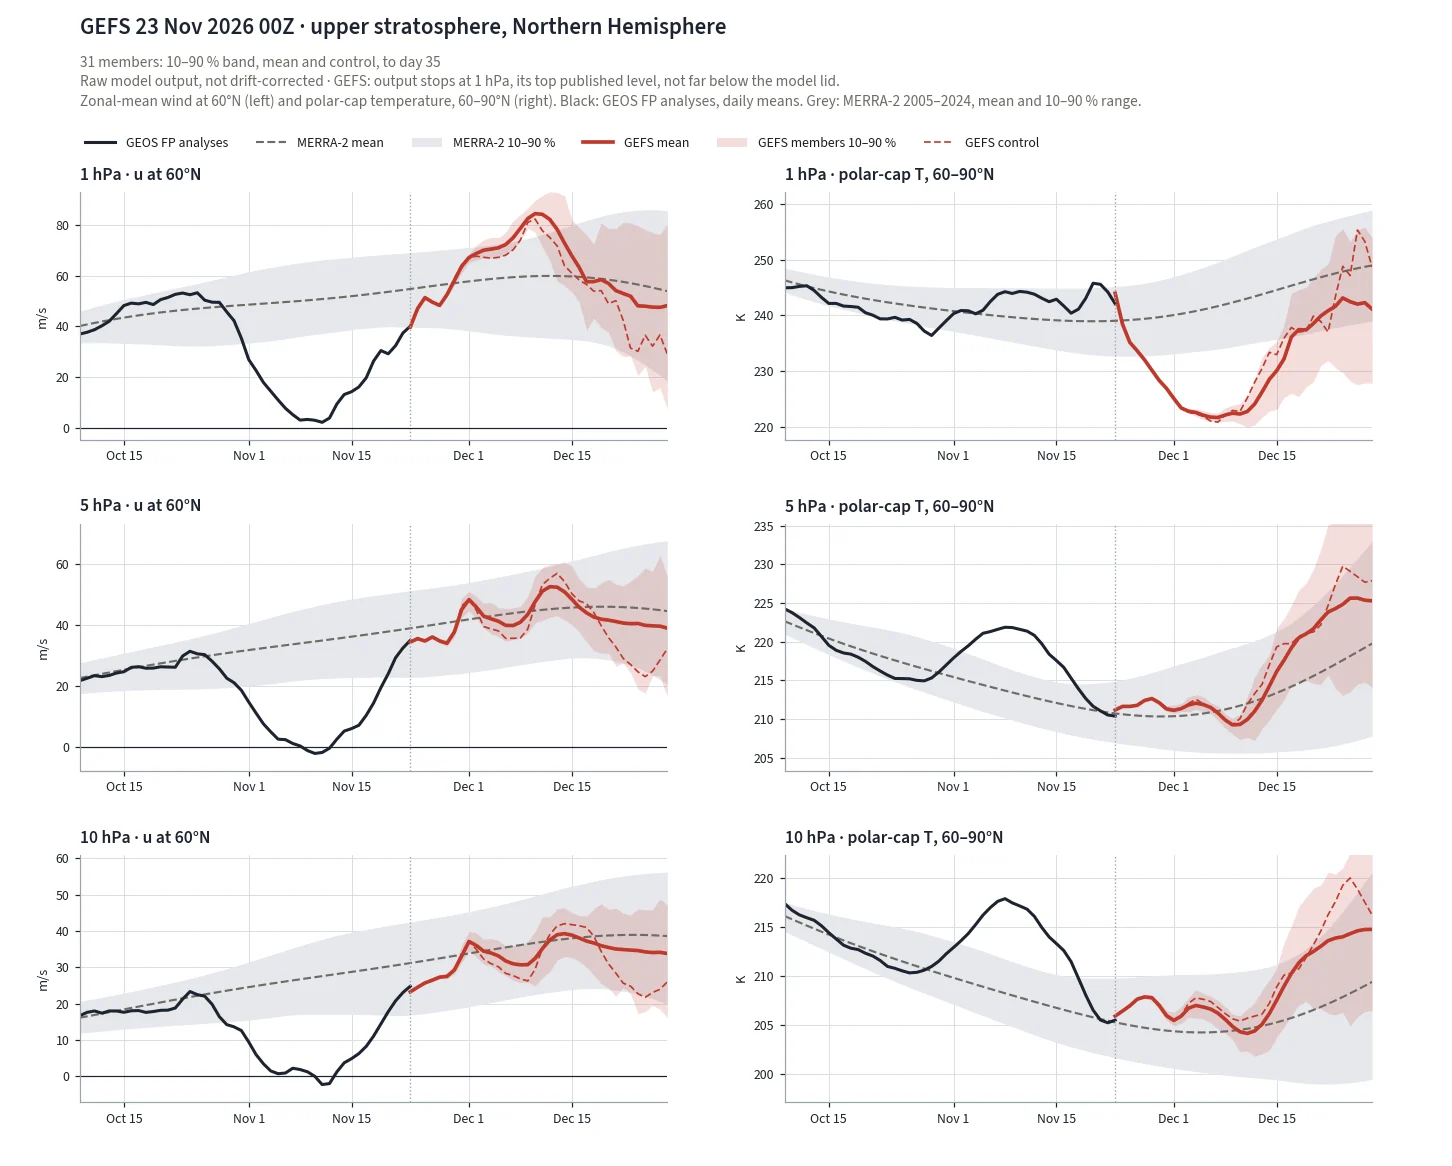 GEFS 23 Nov 2026 00Z · upper stratosphere, Northern Hemisphere
31 members: 10–90 % band, mean and control, to day 35
Raw model output, not drift-corrected · GEFS: output stops at 1 hPa, its top published level, not far below the model lid.
Zonal-mean wind at 60°N (left) and polar-cap temperature, 60–90°N (right). Black: GEOS FP analyses, daily means. Grey: MERRA-2 2005–2024, mean and 10–90 % range.
GEOS FP analyses MERRA-2 mean MERRA-2 10–90 % GEFS mean GEFS members 10–90 % GEFS control
1 hPa · u at 60°N
80
60
40
20
0
m/s
Oct 15 Nov 1 Nov 15 Dec 1 Dec 15
1 hPa · polar-cap T, 60–90°N
260
250
240
230
220
K
Oct 15 Nov 1 Nov 15 Dec 1 Dec 15
5 hPa · u at 60°N
60
40
20
0
m/s
Oct 15 Nov 1 Nov 15 Dec 1 Dec 15
5 hPa · polar-cap T, 60–90°N
235
230
225
220
215
210
205
K
Oct 15 Nov 1 Nov 15 Dec 1 Dec 15
10 hPa · u at 60°N
60
50
40
30
20
10
0
m/s
Oct 15 Nov 1 Nov 15 Dec 1 Dec 15
10 hPa · polar-cap T, 60–90°N
220
215
210
205
200
K
Oct 15 Nov 1 Nov 15 Dec 1 Dec 15